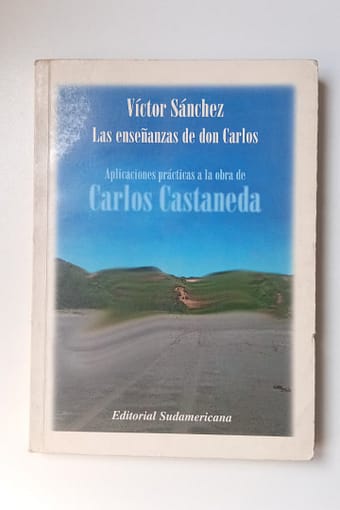 Víctor Sánchez
Las enseñanzas de don Carlos
Aplicaciones prácticas a la obra de
Carlos Castaneda
Editorial Sudamericana